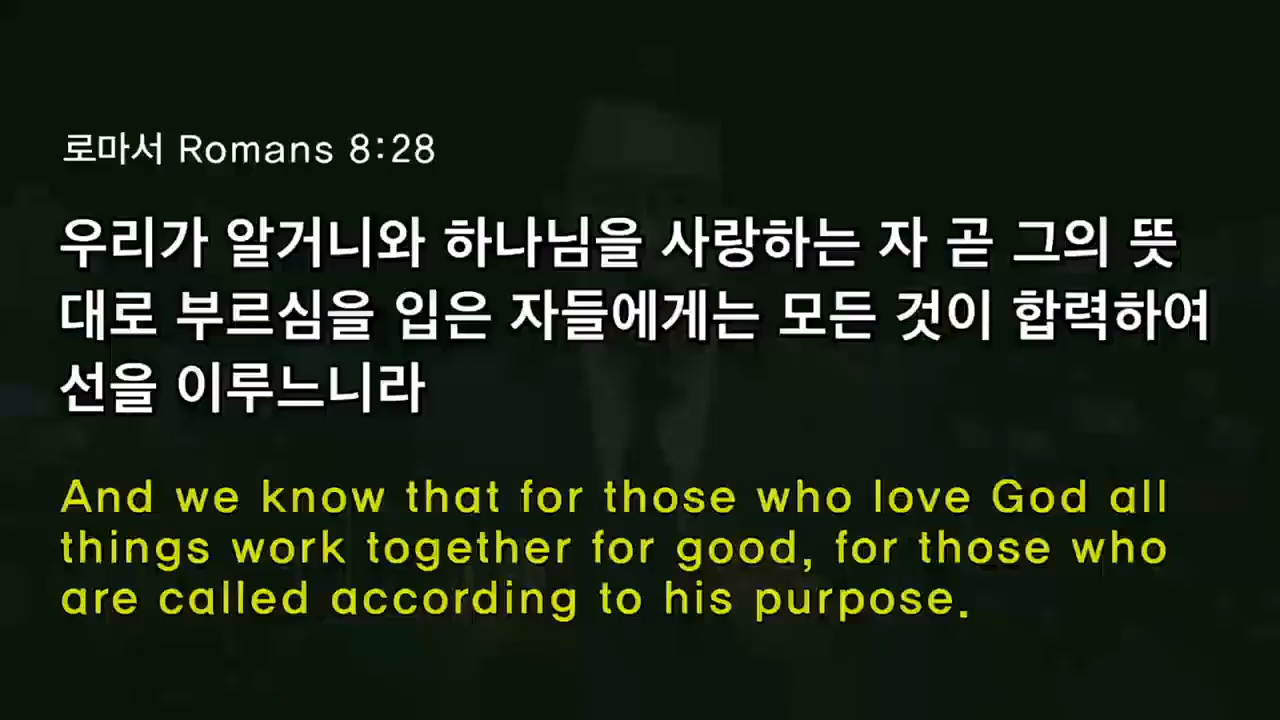 로마서 Romans 8:28
우리가 알거니와 하나님을 사랑하는 자 곧 그의 뜻
대로 부르심을 입은 자들에게는 모든 것이 합력하여
선을 이루느니라
And we know that for those who love God all
things work together for good, for those who
are called according to his purpose.